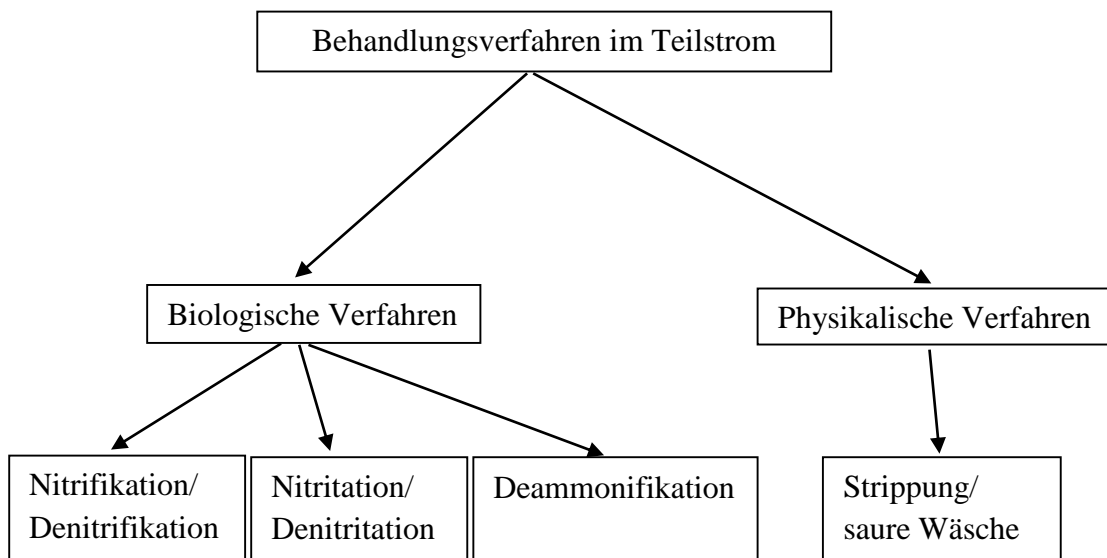 Behandlungsverfahren im Teilstrom
Biologische Verfahren
Physikalische Verfahren
Nitrifikation/
Denitrifikation
Nitritation/
Denitritation
Deammonifikation
Strippung/
saure Wäsche